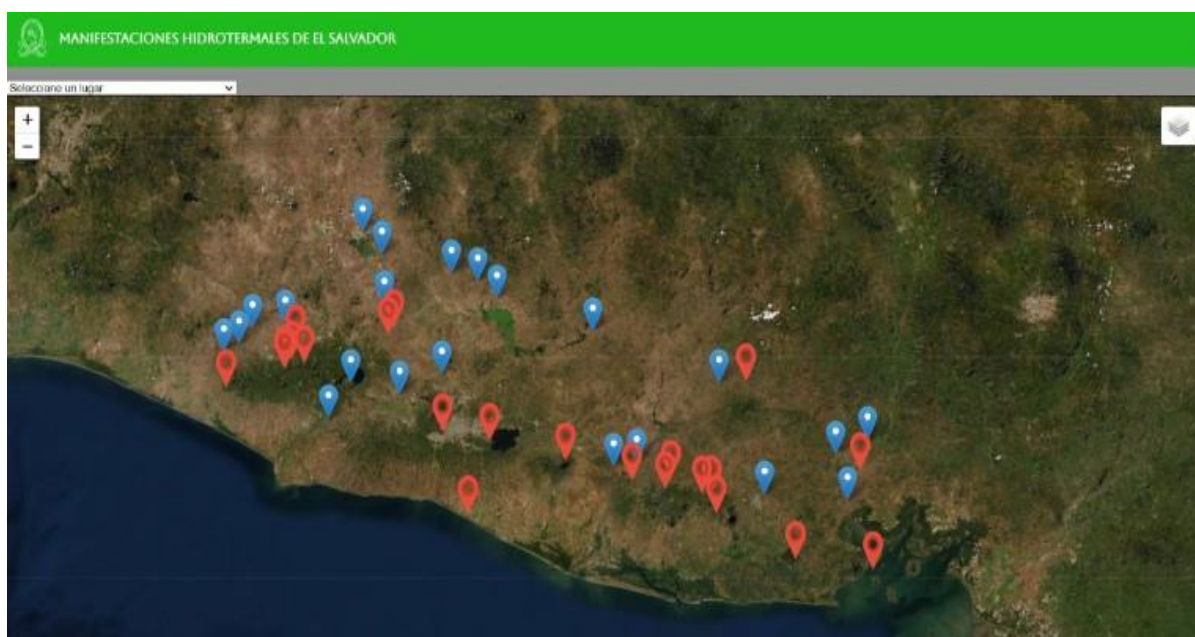 MANIFESTACIONES HIDROTERMALES DE EL SALVADOR
Seleccione un lugar
+
−